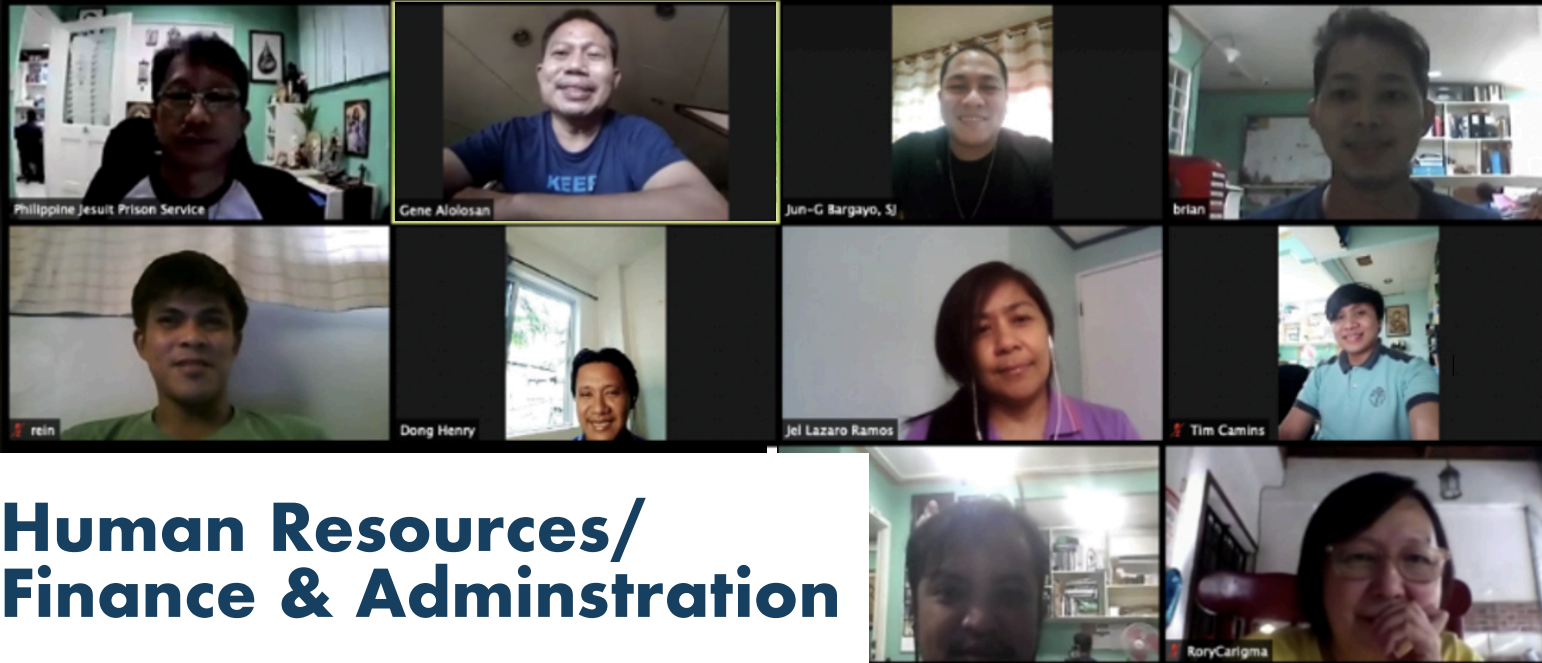 Philippine Jesuit Prison Service
Gene Alolosan
Jun-G Bargayo, SJ
brian
KEEP
rein
Dong Henry
Jel Lazaro Ramos
Tim Camins
Human Resources/
Finance & Adminstration
RoryCarigma